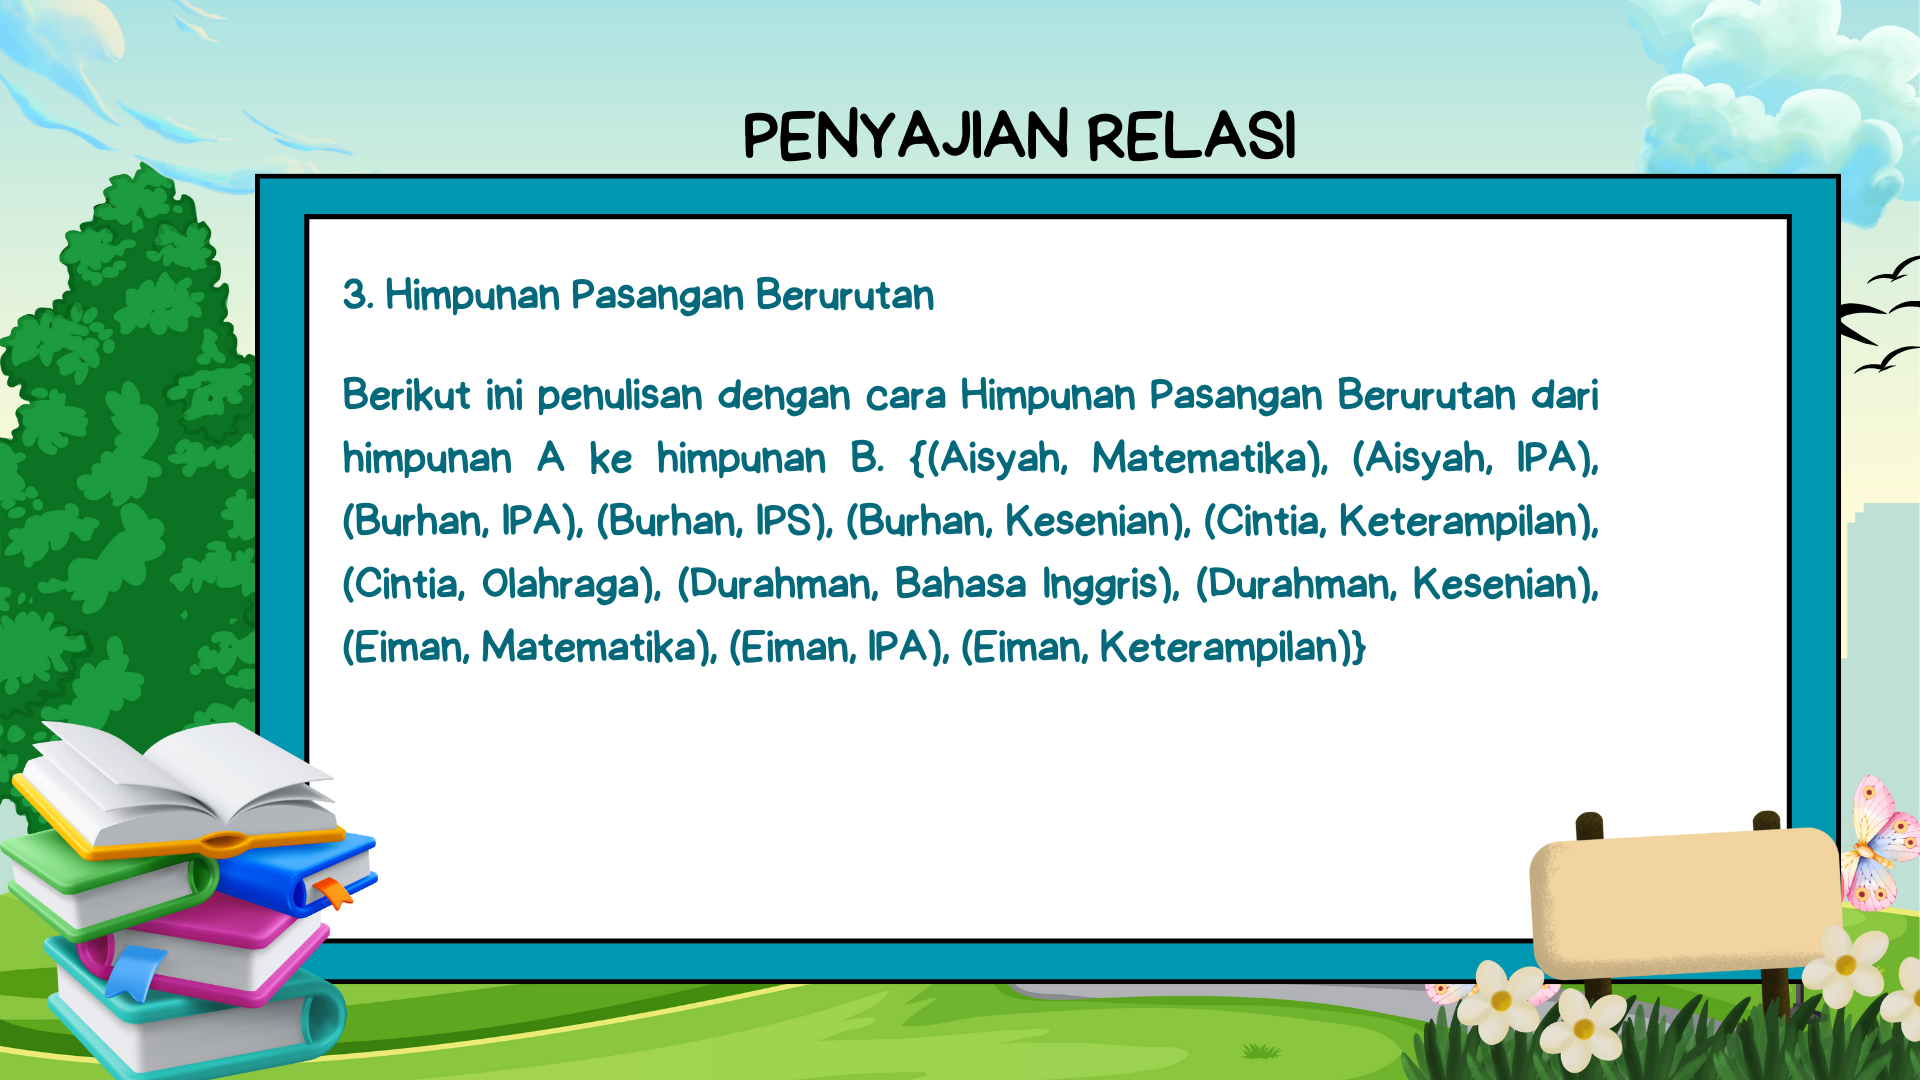 PENYAJIAN RELASI
3. Himpunan Pasangan Berurutan
Berikut ini penulisan dengan cara Himpunan Pasangan Berurutan dari
himpunan A ke himpunan B. {(Aisyah, Matematika), (Aisyah, IPA),
(Burhan, IPA), (Burhan, IPS), (Burhan, Kesenian), (Cintia, Keterampilan),
(Cintia, Olahraga), (Durahman, Bahasa Inggris), (Durahman, Kesenian),
(Eiman, Matematika), (Eiman, IPA), (Eiman, Keterampilan)}